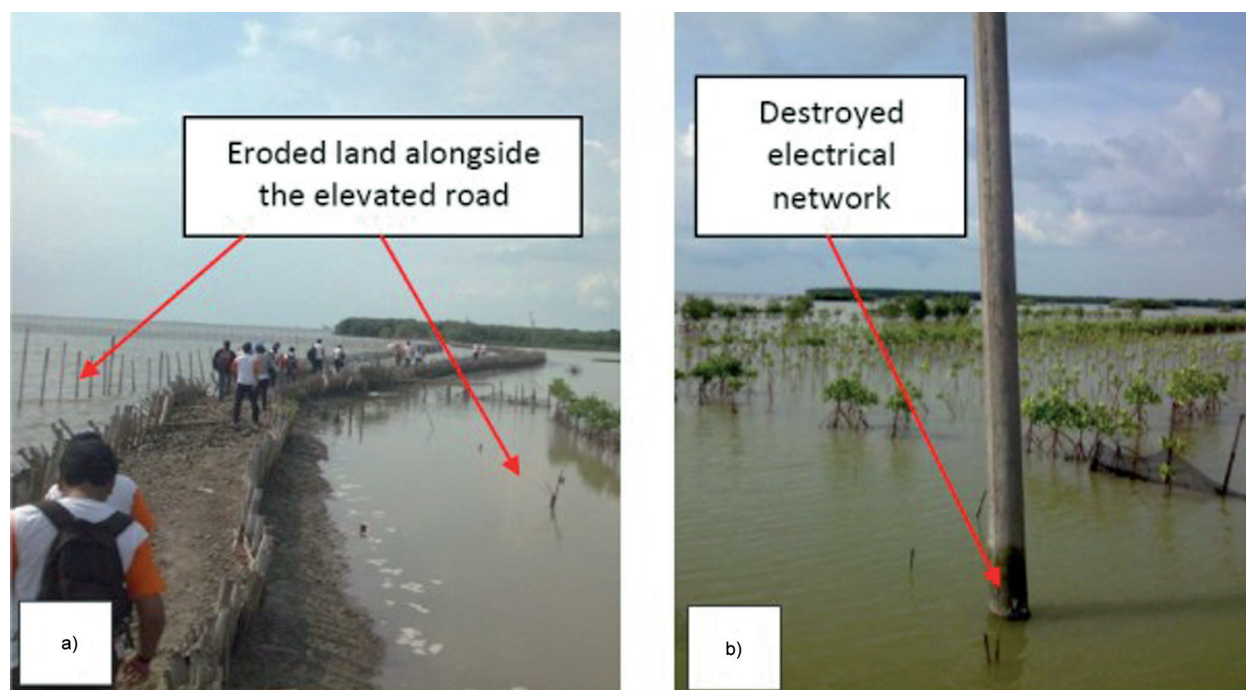 Eroded land alongside
the elevated road
a)
Destroyed
electrical
network
b)